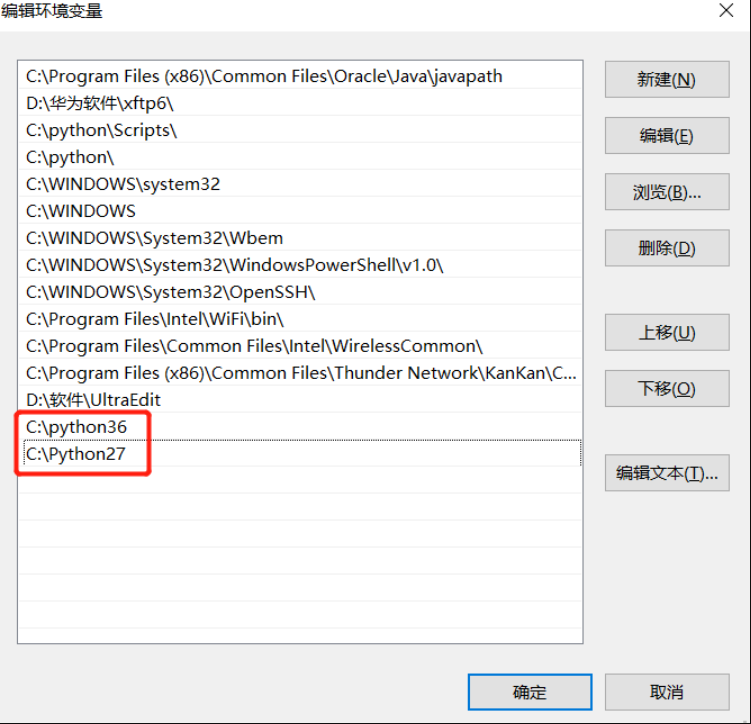 编辑环境变量
C:\Program Files (x86)\Common Files\Oracle\Java\javapath
D:\华为软件\xftp6\
C:\python\Scripts\
C:\python\
C:\WINDOWS\system32
C:\WINDOWS
C:\WINDOWS\System32\Wbem
C:\WINDOWS\System32\WindowsPowerShell\v1.0\
C:\WINDOWS\System32\OpenSSH\
C:\Program Files\Intel\WiFi\bin\
C:\Program Files\Common Files\Intel\WirelessCommon\
C:\Program Files (x86)\Common Files\Thunder Network\KanKan\C...
D:\软件\UltraEdit
C:\python36
C:\Python27
新建(N)
编辑(E)
浏览(B)...
删除(D)
上移(U)
下移(O)
编辑文本(T)...
确定
取消